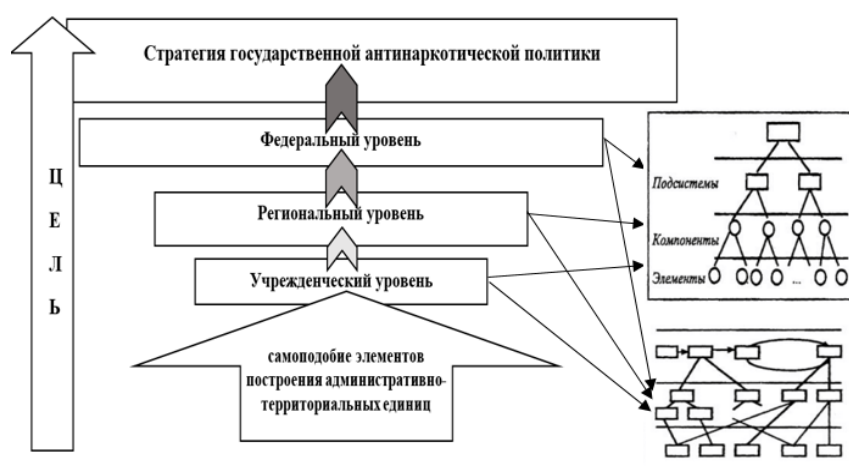 Стратегия государственной антинаркотической политики
Федеральный уровень
Региональный уровень
Учрежденческий уровень
самоподобие элементов
построения административно-
территориальных единиц
Ц
Е
Л
Ь
Подсистемы
Компоненты
Элементы
...